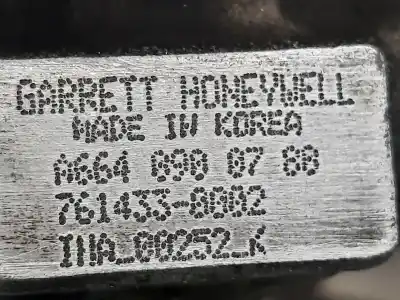 GARRETT HONEYWELL
MADE IN KOREA
A664 090 07 80
761433-0002
IHA_00252_K